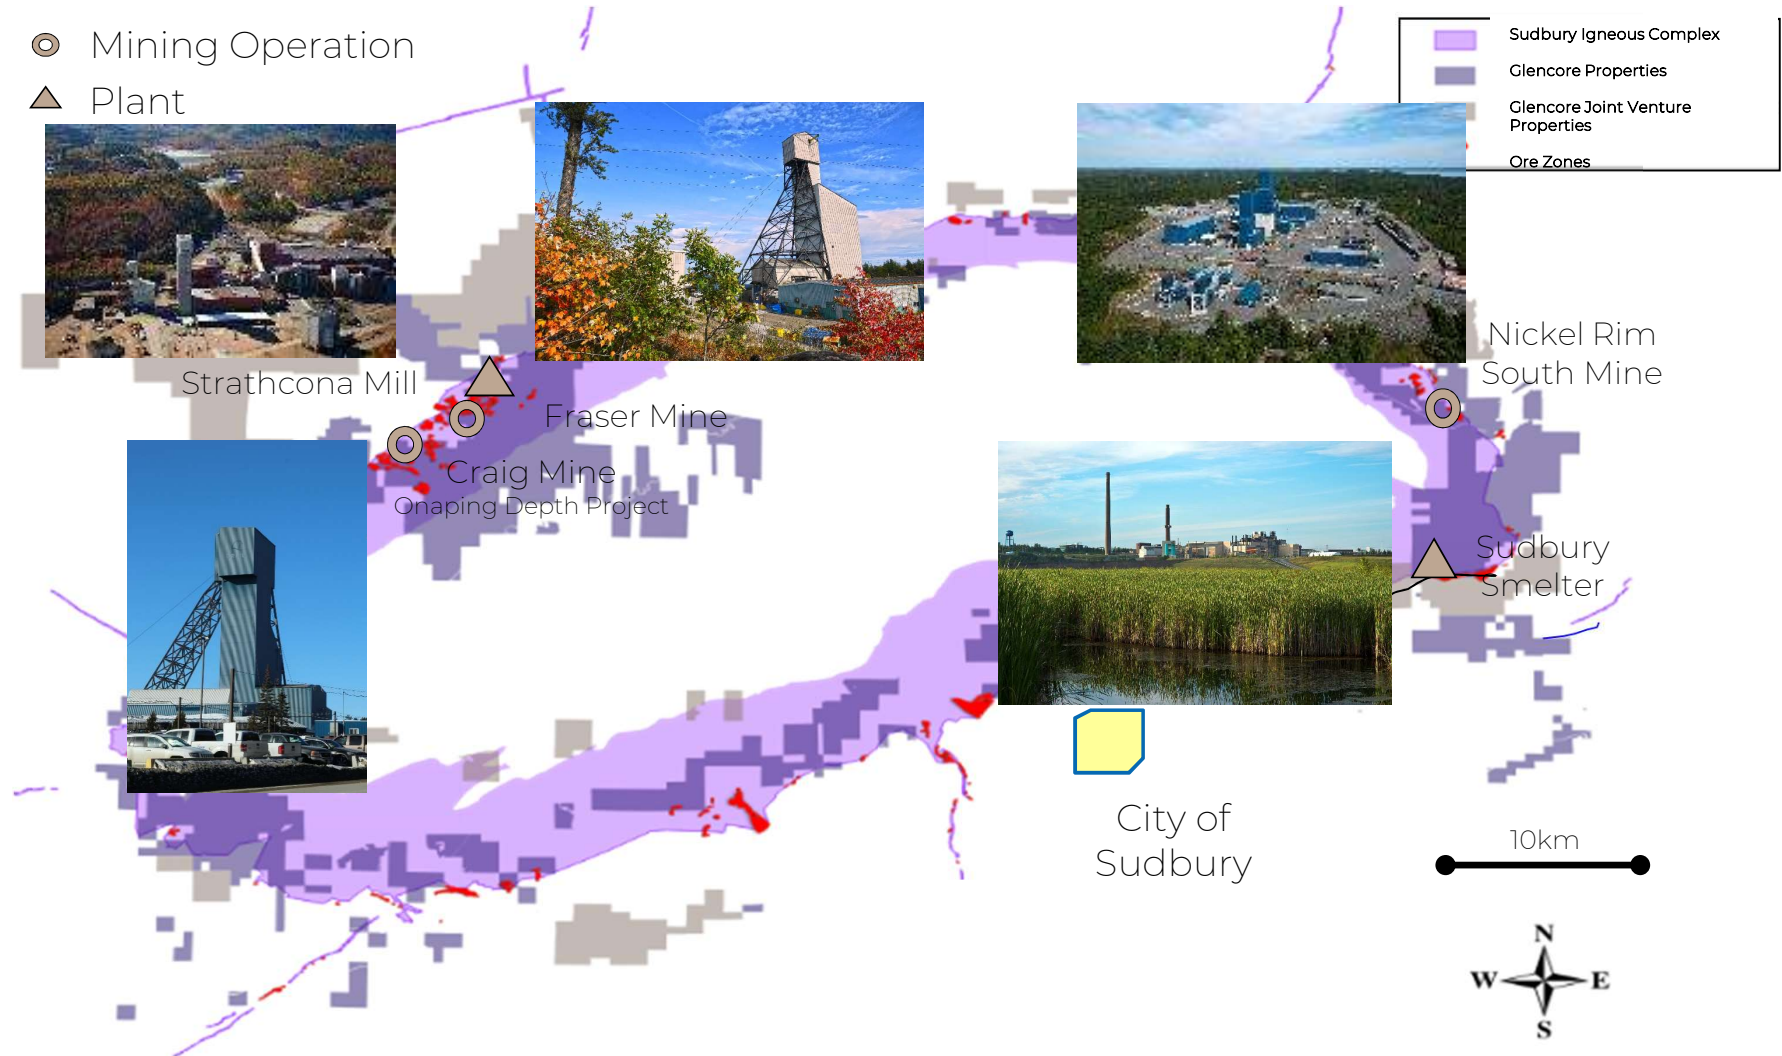 Mining Operation
Plant
Sudbury Igneous Complex
Glencore Properties
Glencore Joint Venture
Properties
Ore Zones
Nickel Rim
South Mine
Strathcona Mill
Fraser Mine
Craig Mine
Onaping Depth Project
Sudbury
Smelter
City of
Sudbury
10km
N
W E
S